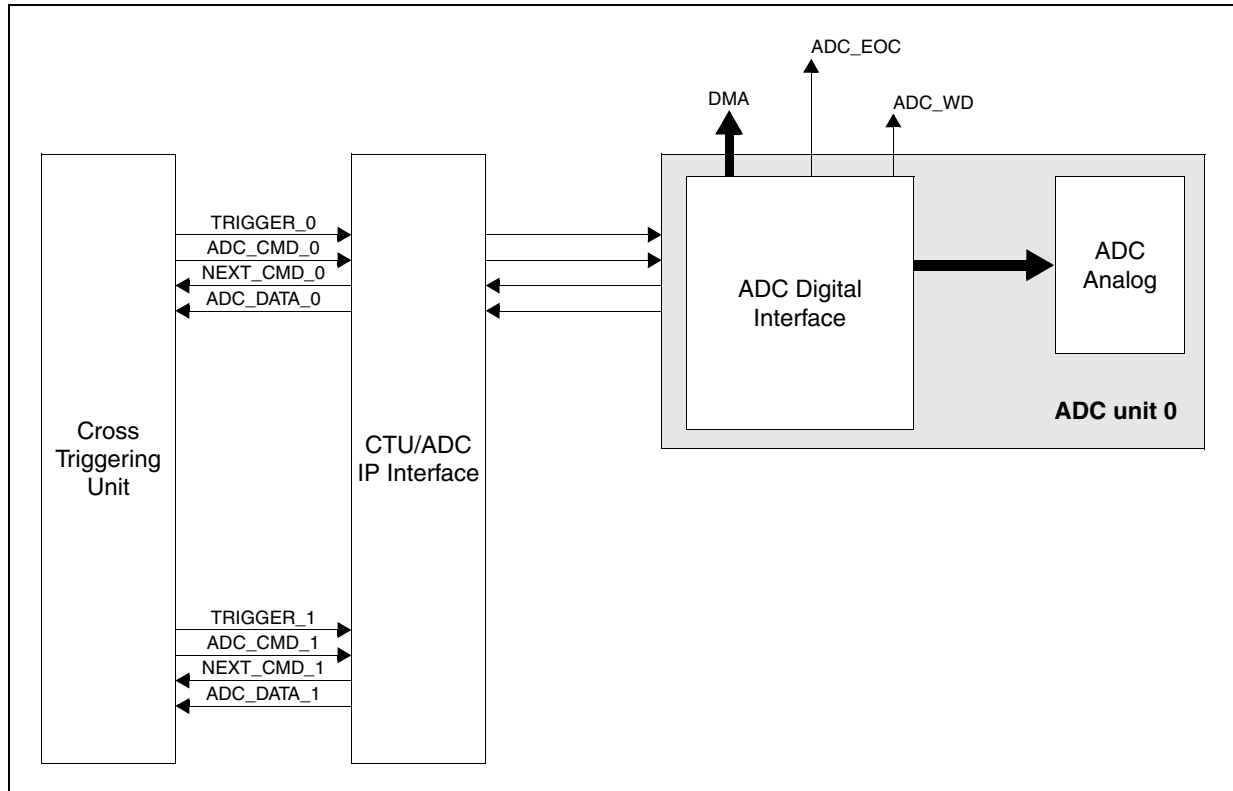 ADC_EOC
DMA
ADC_WD
TRIGGER_0
ADC_CMD_0
NEXT_CMD_0
ADC_DATA_0
ADC Digital
Interface
ADC
Analog
ADC unit 0
Cross
Triggering
Unit
CTU/ADC
IP Interface
TRIGGER_1
ADC_CMD_1
NEXT_CMD_1
ADC_DATA_1